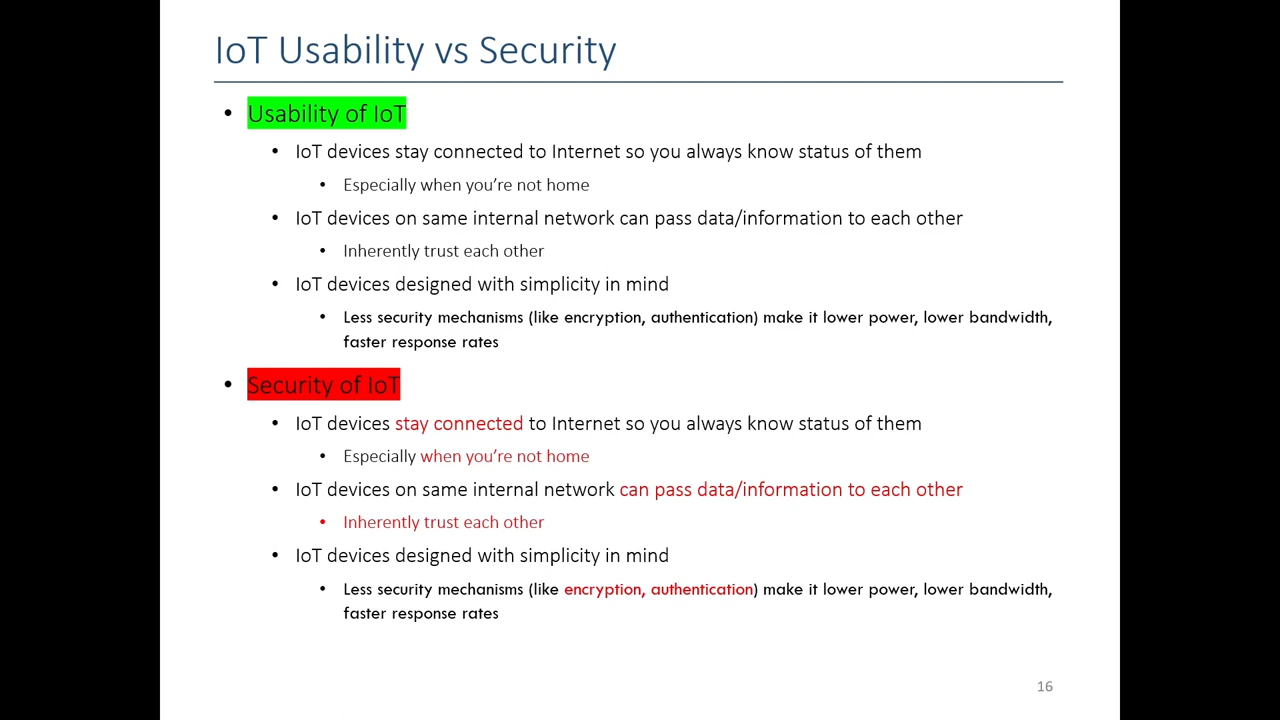 IoT Usability vs Security
• Usability of IoT
• IoT devices stay connected to Internet so you always know status of them
• Especially when you’re not home
• IoT devices on same internal network can pass data/information to each other
• Inherently trust each other
• IoT devices designed with simplicity in mind
• Less security mechanisms (like encryption, authentication) make it lower power, lower bandwidth,
faster response rates
• Security of IoT
• IoT devices stay connected to Internet so you always know status of them
• Especially when you’re not home
• IoT devices on same internal network can pass data/information to each other
• Inherently trust each other
• IoT devices designed with simplicity in mind
• Less security mechanisms (like encryption, authentication) make it lower power, lower bandwidth,
faster response rates
16